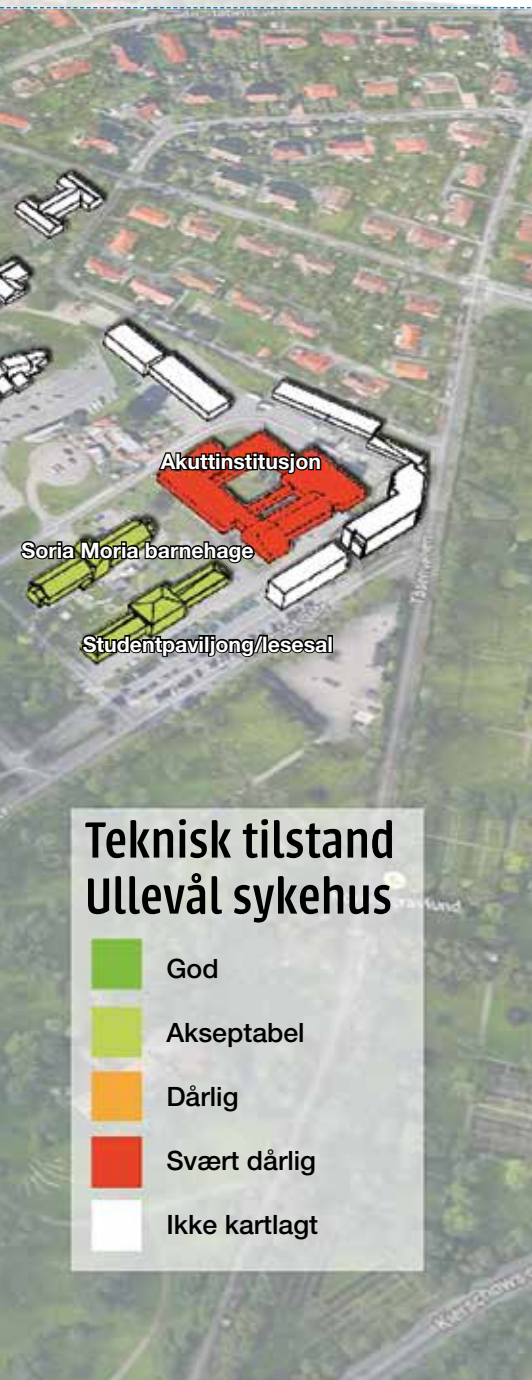 Akuttinstitusjon
Soria Moria barnehage
Studentpaviljong/lesesal
Teknisk tilstand
Ullevål sykehus
God
Akseptabel
Dårlig
Svært dårlig
Ikke kartlagt